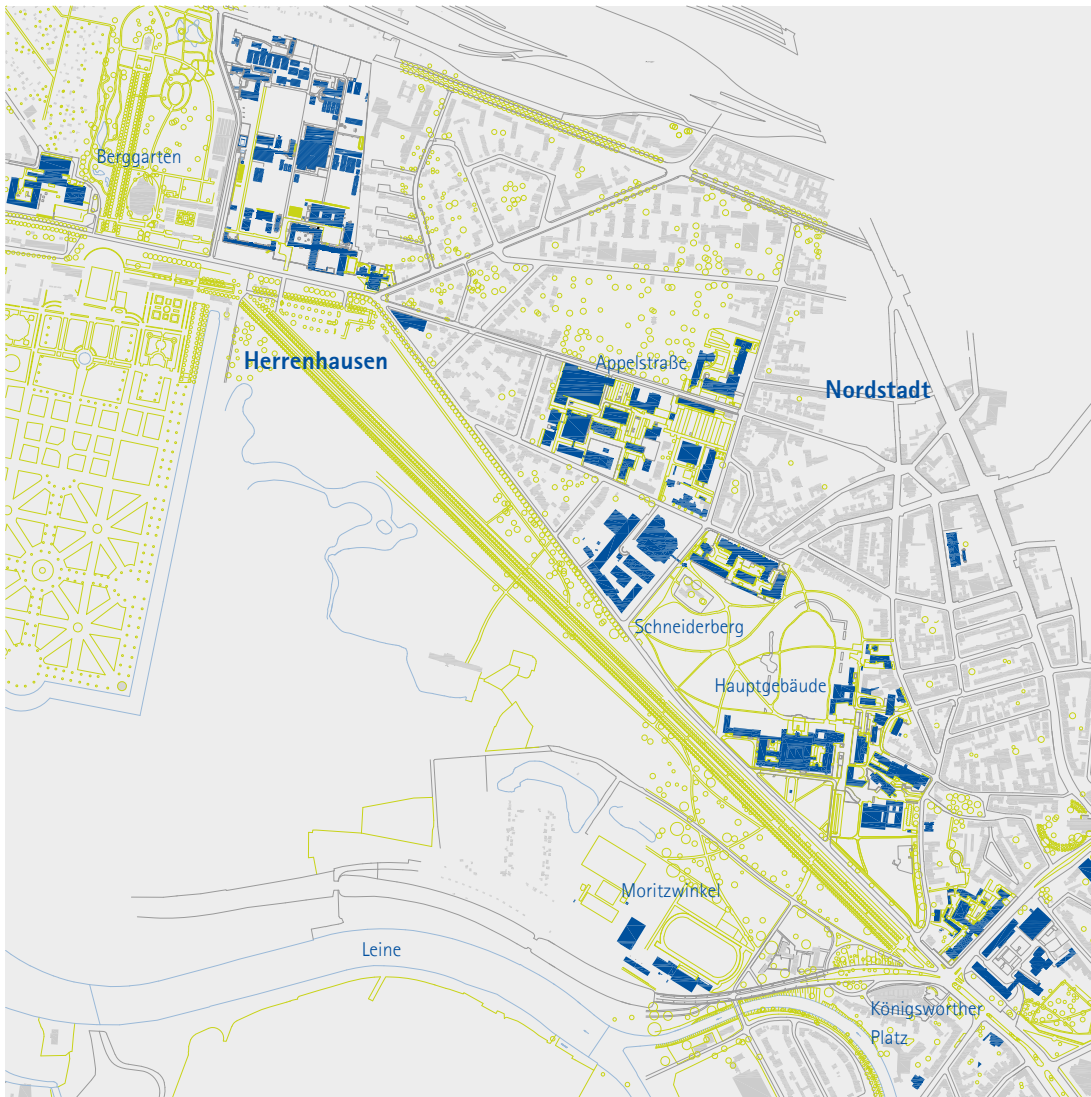 Berggarten
Herrenhausen
Appelstraße
Nordstadt
Schneiderberg
Hauptgebäude
Moritzwinkel
Leine
Königsworther
Platz